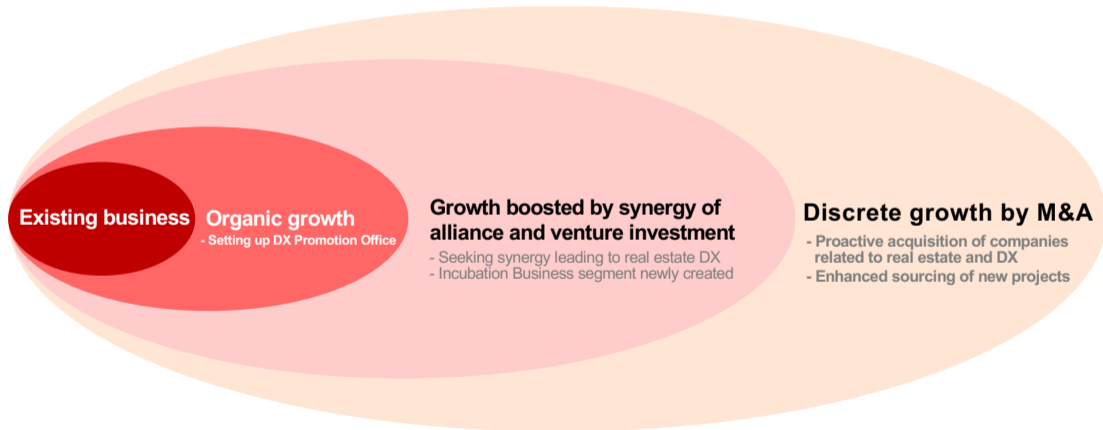 Existing business
Organic growth
- Setting up DX Promotion Office
Growth boosted by synergy of
alliance and venture investment
- Seeking synergy leading to real estate DX
- Incubation Business segment newly created
Discrete growth by M&A
- Proactive acquisition of companies
related to real estate and DX
- Enhanced sourcing of new projects